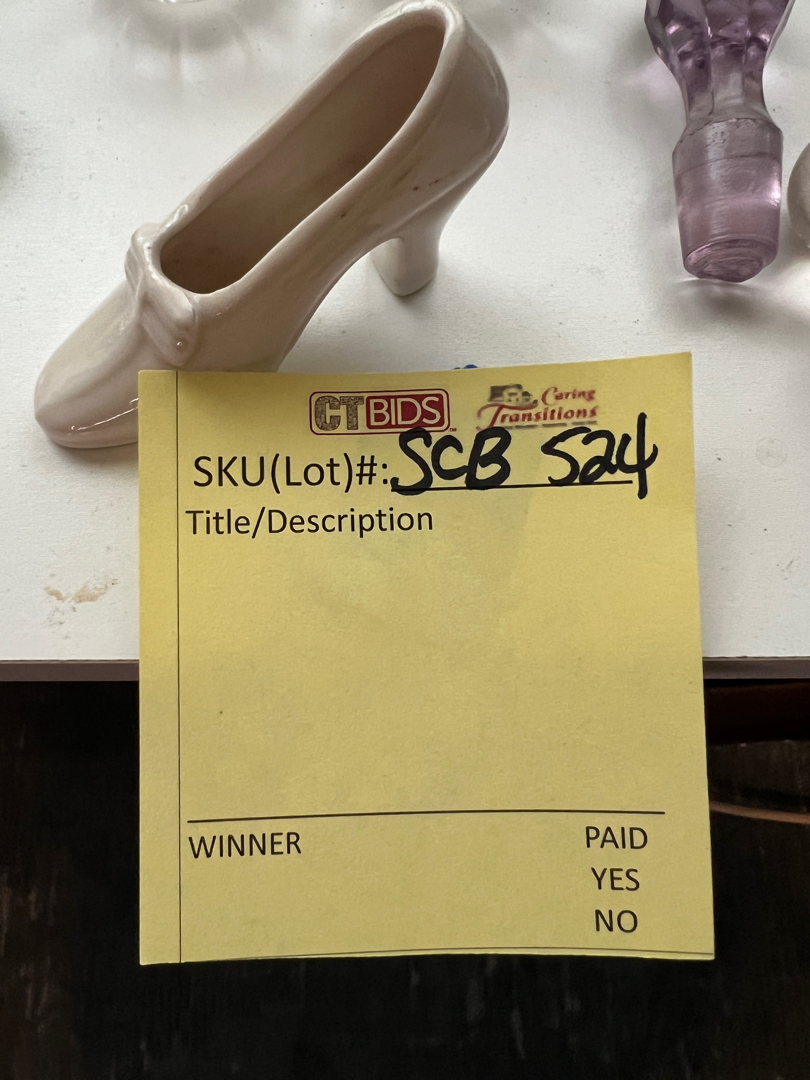 CTBIDS Caring
Transitions
SKU(Lot)#: SCB 524
Title/Description
WINNER PAID
YES
NO